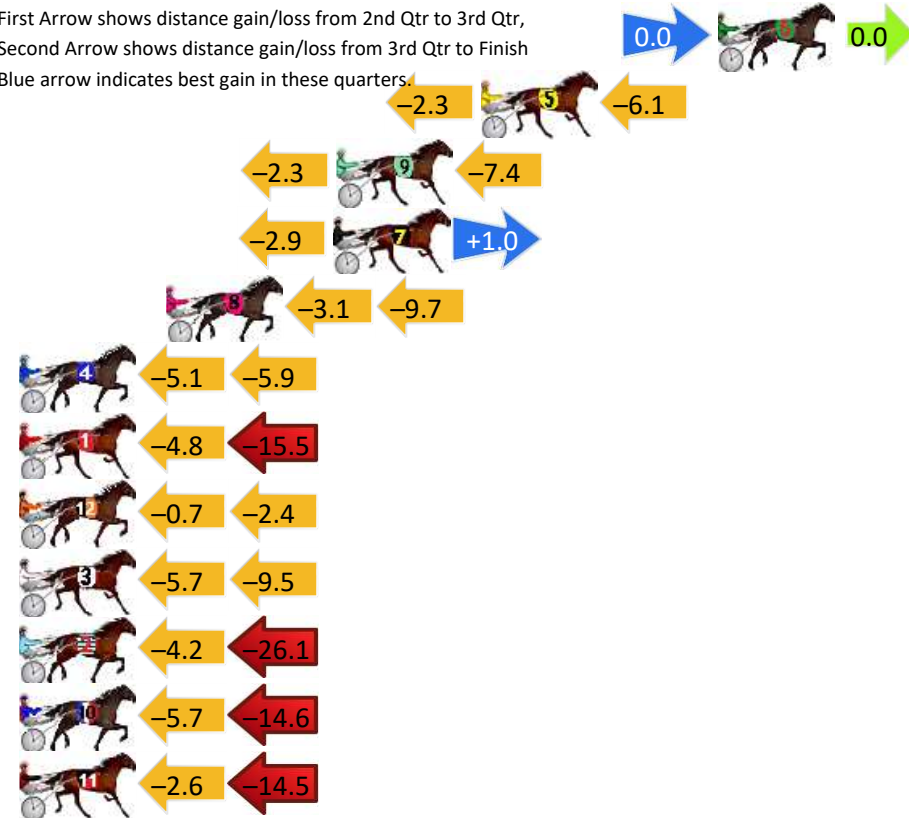 First Arrow shows distance gain/loss from 2nd Qtr to 3rd Qtr,
Second Arrow shows distance gain/loss from 3rd Qtr to Finish
Blue arrow indicates best gain in these quarters.
0.0 6 0.0
–2.3 5 –6.1
–2.3 9 –7.4
–2.9 7 +1.0
8 –3.1 –9.7
4 –5.1 –5.9
1 –4.8 –15.5
12 –0.7 –2.4
3 –5.7 –9.5
2 –4.2 –26.1
10 –5.7 –14.6
11 –2.6 –14.5